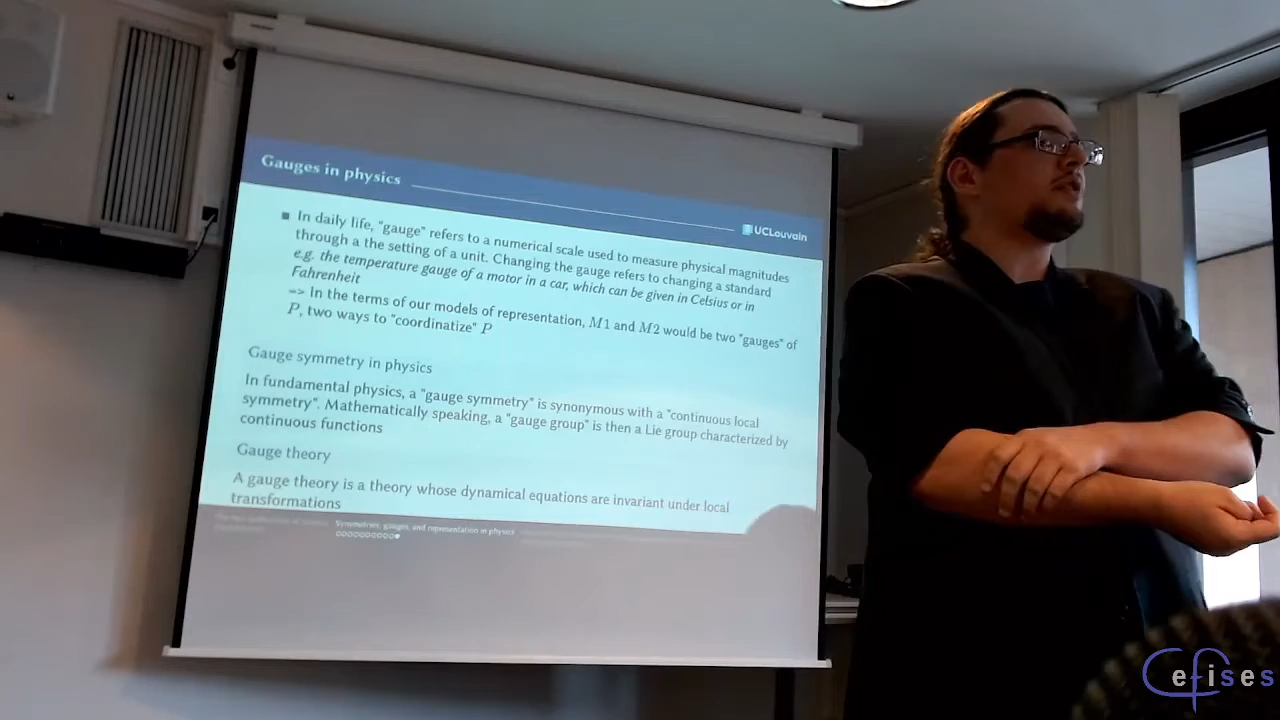 Gauges in physics
UCLouvain
In daily life, "gauge" refers to a numerical scale used to measure physical magnitudes
through a the setting of a unit. Changing the gauge refers to changing a standard
e.g. the temperature gauge of a motor in a car, which can be given in Celsius or in
Fahrenheit
=> In the terms of our models of representation, M1 and M2 would be two "gauges" of
P, two ways to "coordinatize" P
Gauge symmetry in physics
In fundamental physics, a "gauge symmetry" is synonymous with a "continuous local
symmetry". Mathematically speaking, a "gauge group" is then a Lie group characterized by
continuous functions
Gauge theory
A gauge theory is a theory whose dynamical equations are invariant under local
transformations
Symmetries, gauges, and representation in physics
Cefises